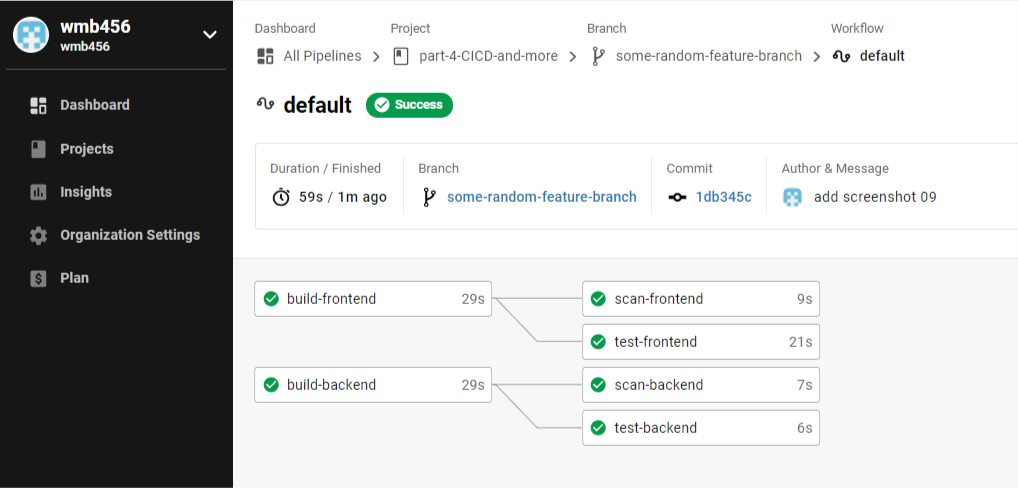 wmb456
wmb456
Dashboard
Projects
Insights
Organization Settings
Plan
Dashboard Project Branch Workflow
All Pipelines part-4-CICD-and-more some-random-feature-branch default
default Success
Duration / Finished Branch Commit Author & Message
59s / 1m ago some-random-feature-branch 1db345c add screenshot 09
build-frontend 29s scan-frontend 9s
test-frontend 21s
build-backend 29s scan-backend 7s
test-backend 6s